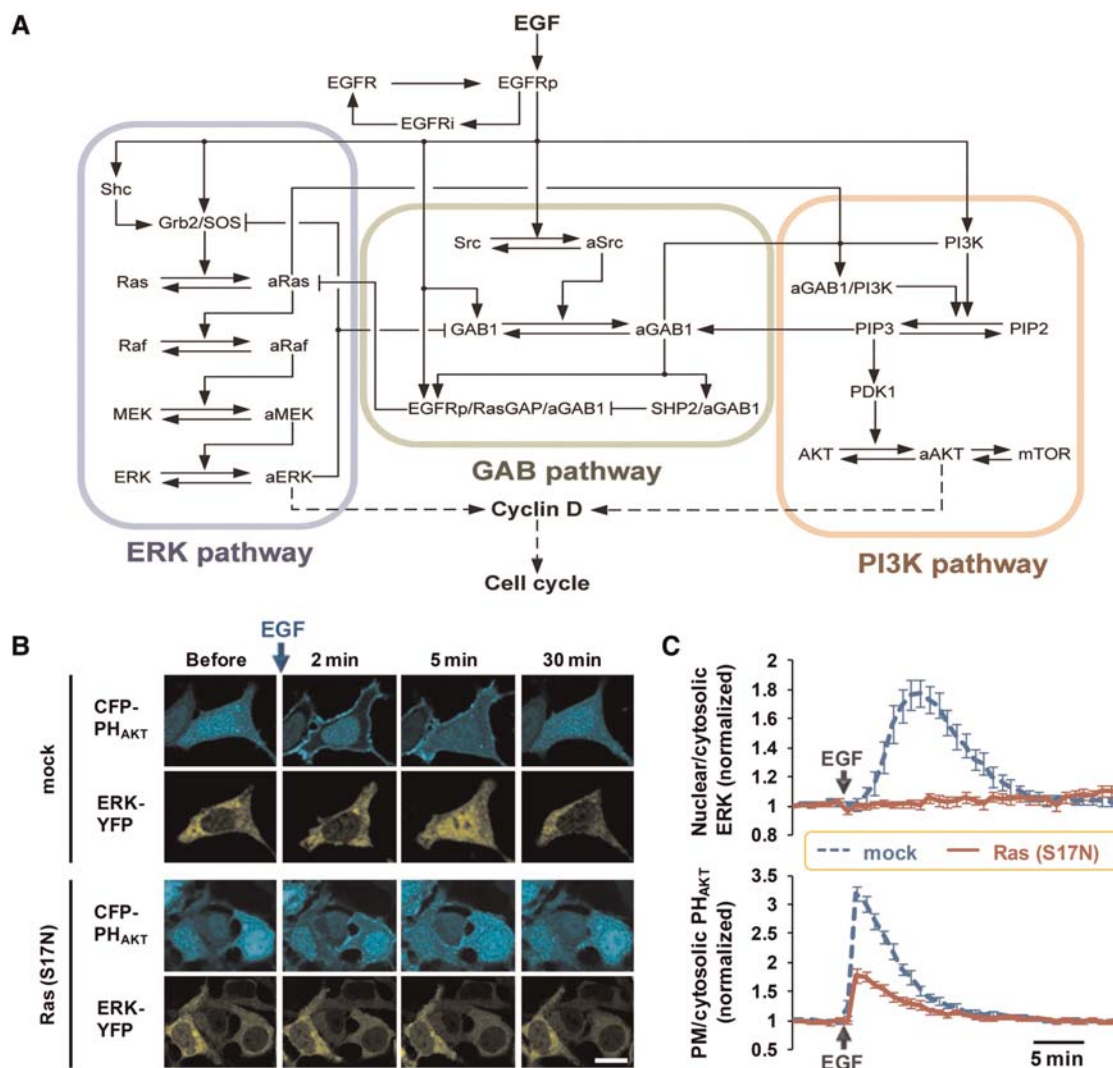 A
EGF
EGFR
EGFRp
EGFRi
Shc
Grb2/SOS
Src
aSrc
PI3K
Ras
aRas
aGAB1/PI3K
GAB1
aGAB1
PIP3
PIP2
Raf
aRaf
PDK1
MEK
aMEK
EGFRp/RasGAP/aGAB1
SHP2/aGAB1
AKT
aAKT
mTOR
ERK
aERK
GAB pathway
Cyclin D
ERK pathway
PI3K pathway
Cell cycle
B
EGF
Before
2 min
5 min
30 min
mock
CFP-
PHAKT
ERK-
YFP
Ras (S17N)
CFP-
PHAKT
ERK-
YFP
C
Nuclear/cytosolic
ERK (normalized)
2
1.8
1.6
1.4
1.2
1
0.8
EGF
mock
Ras (S17N)
PM/cytosolic PHAKT
(normalized)
3.5
3
2.5
2
1.5
1
0.5
EGF
5 min